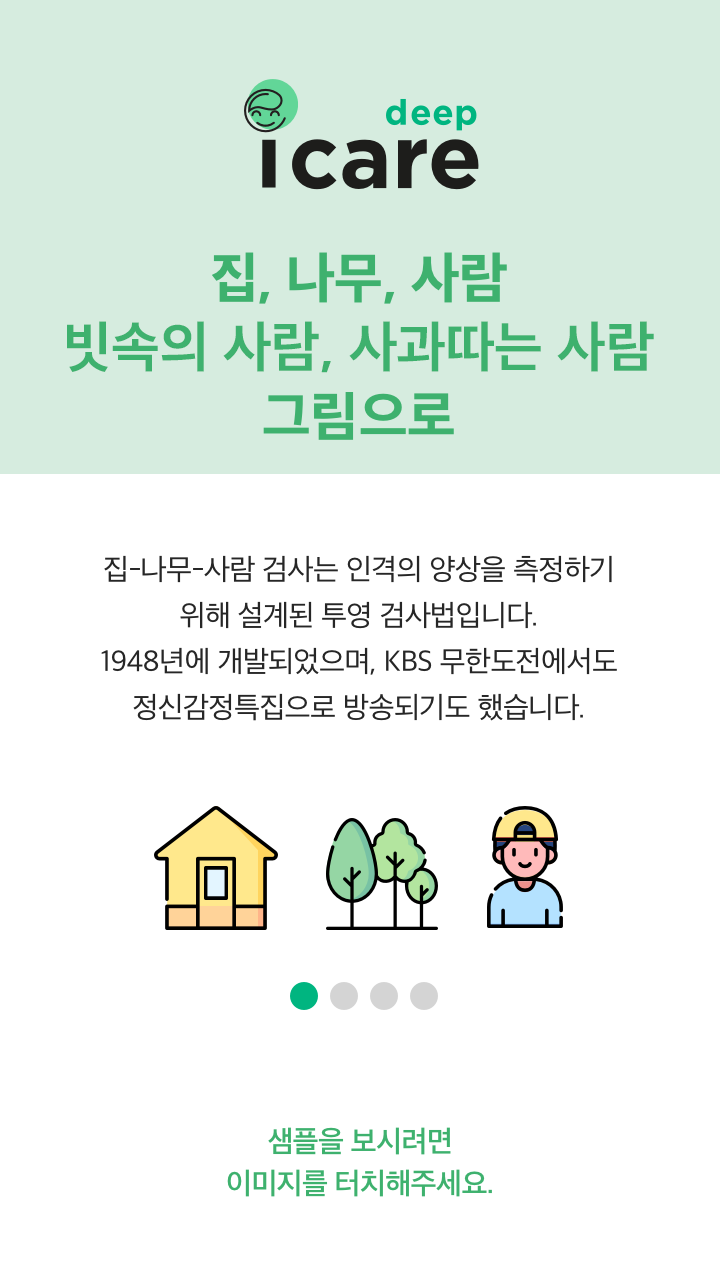 deep
icare
집, 나무, 사람
빗속의 사람, 사과따는 사람
그림으로
집-나무-사람 검사는 인격의 양상을 측정하기
위해 설계된 투영 검사법입니다.
1948년에 개발되었으며, KBS 무한도전에서도
정신감정특집으로 방송되기도 했습니다.
샘플을 보시려면
이미지를 터치해주세요.